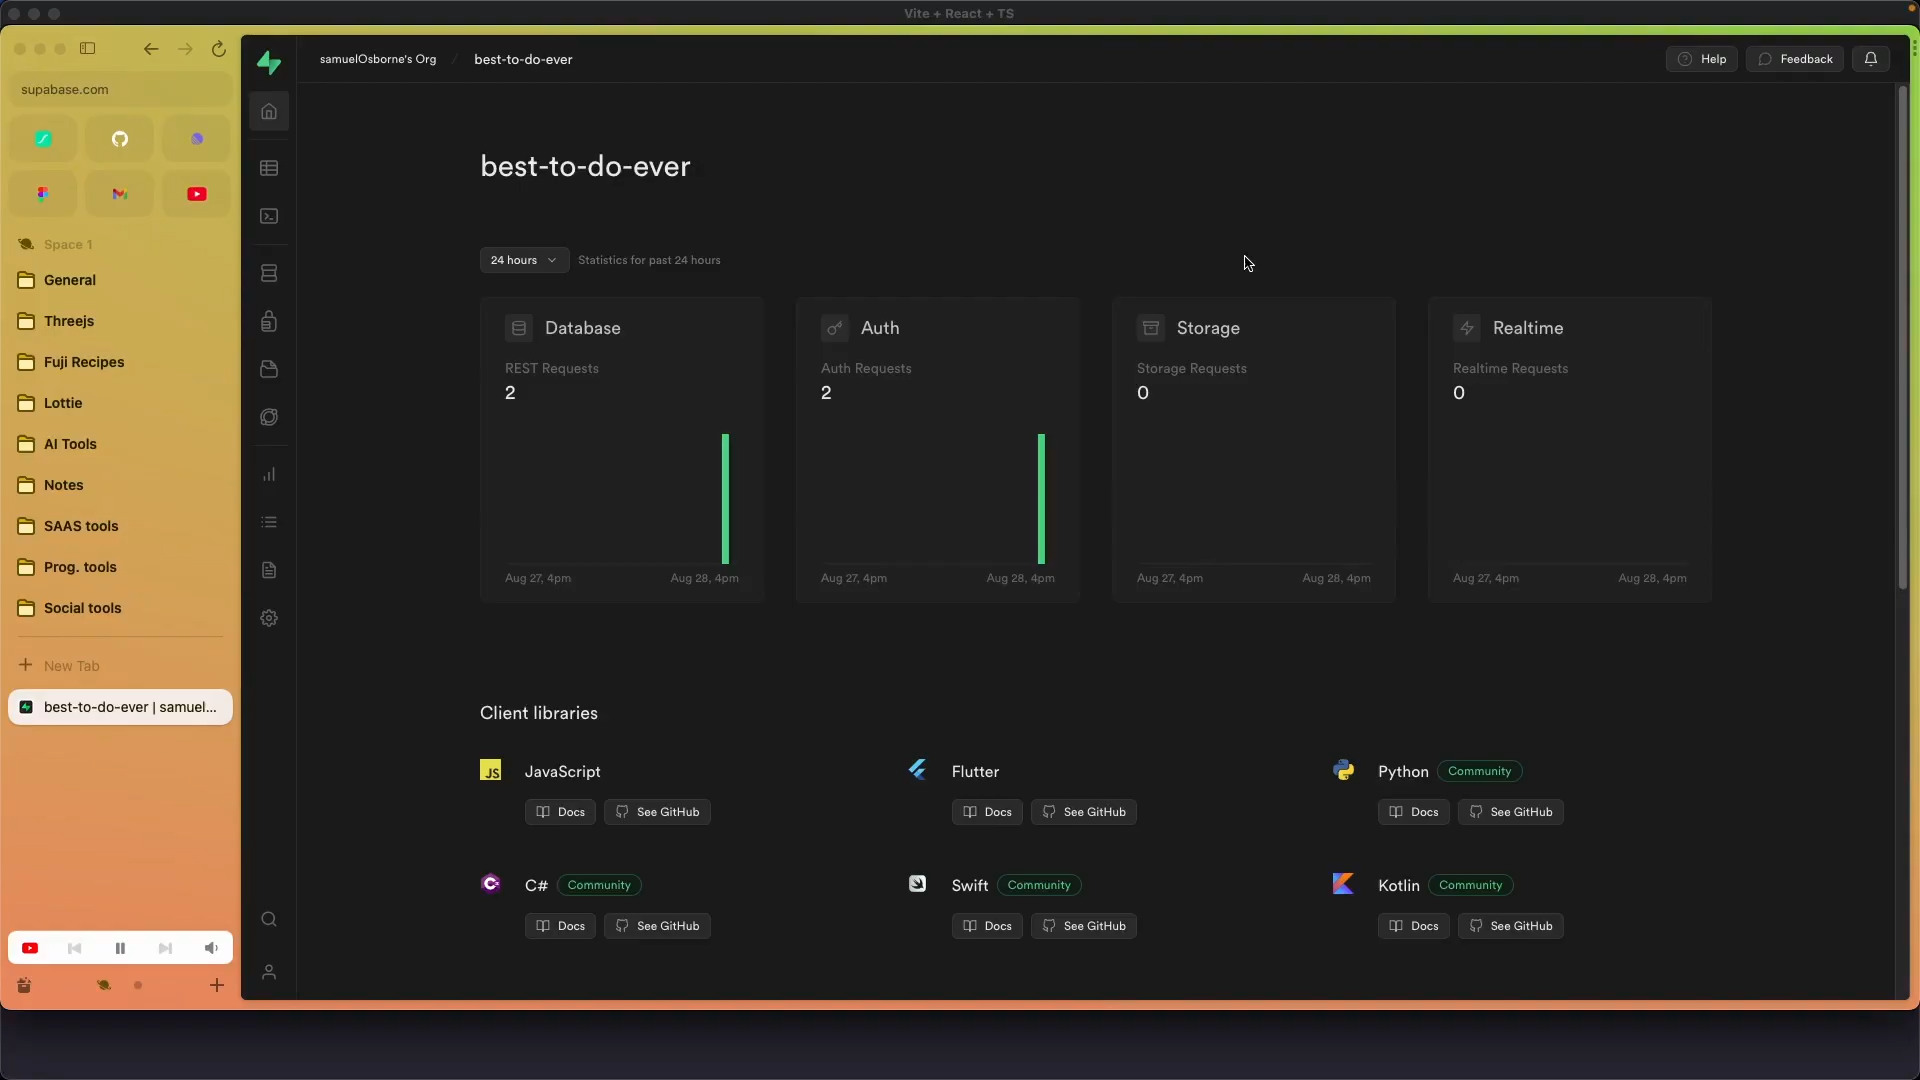 Vite + React + TS
supabase.com
Space 1
General
Threejs
Fuji Recipes
Lottie
AI Tools
Notes
SAAS tools
Prog. tools
Social tools
New Tab
best-to-do-ever | samuel...
samuelOsborne's Org / best-to-do-ever
Help
Feedback
best-to-do-ever
24 hours
Statistics for past 24 hours
Database
REST Requests
2
Aug 27, 4pm
Aug 28, 4pm
Auth
Auth Requests
2
Aug 27, 4pm
Aug 28, 4pm
Storage
Storage Requests
0
Aug 27, 4pm
Aug 28, 4pm
Realtime
Realtime Requests
0
Aug 27, 4pm
Aug 28, 4pm
Client libraries
JS
JavaScript
Docs
See GitHub
Flutter
Docs
See GitHub
Python
Community
Docs
See GitHub
C#
Community
Docs
See GitHub
Swift
Community
Docs
See GitHub
Kotlin
Community
Docs
See GitHub